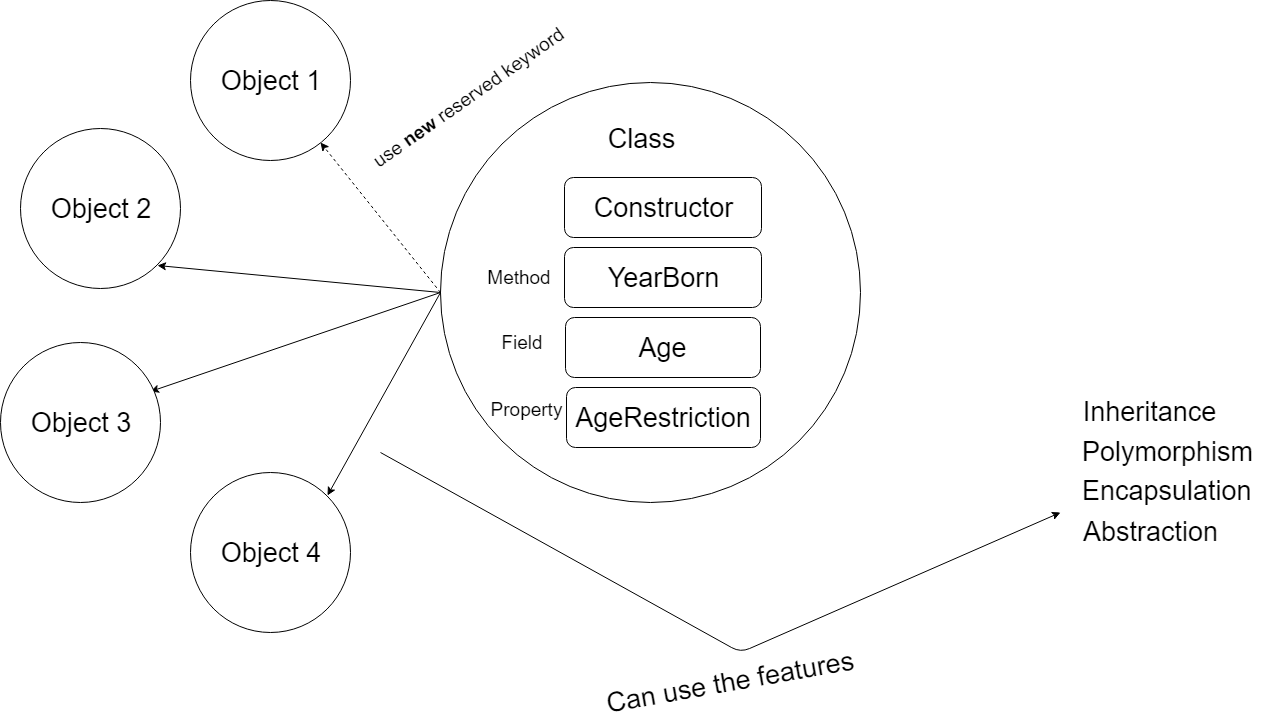 Object 1
use new reserved keyword
Class
Object 2
Constructor
Method
YearBorn
Field
Age
Property
AgeRestriction
Object 3
Object 4
Inheritance
Polymorphism
Encapsulation
Abstraction
Can use the features